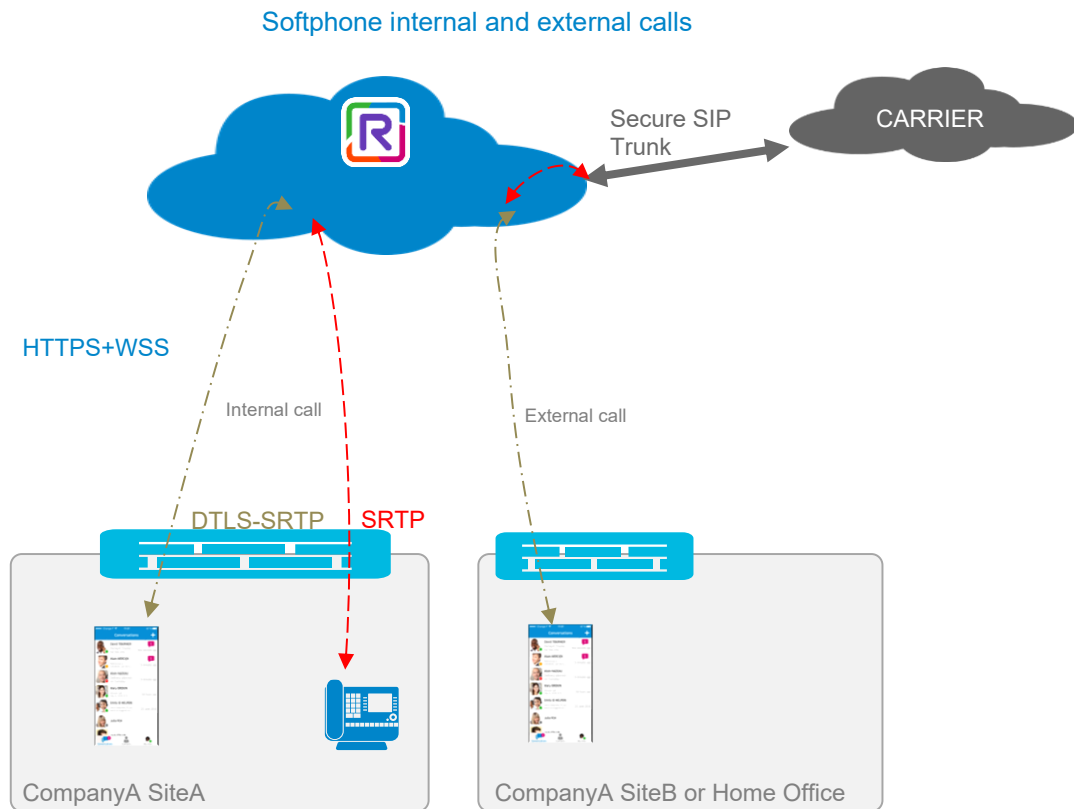 Softphone internal and external calls
R
Secure SIP
Trunk
CARRIER
HTTPS+WSS
Internal call
External call
DTLS-SRTP
SRTP
Conversations
CompanyA SiteA
CompanyA SiteB or Home Office